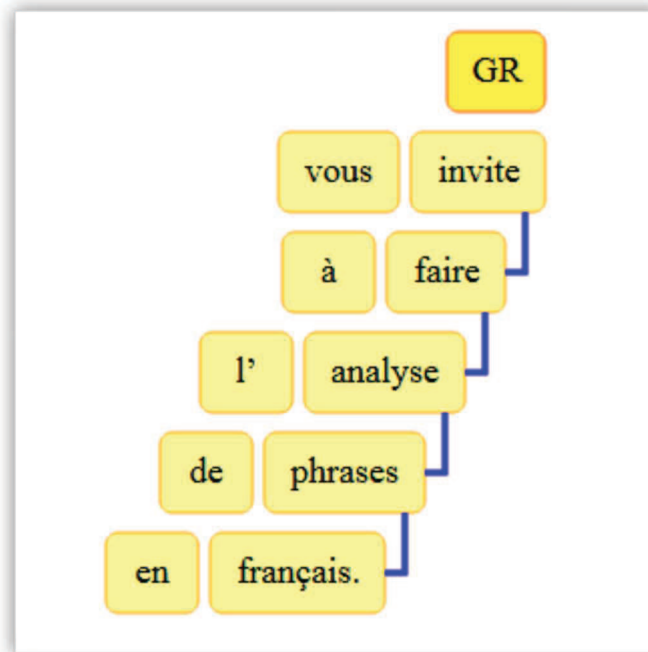 GR
vous invite
à faire
l’ analyse
de phrases
en français.